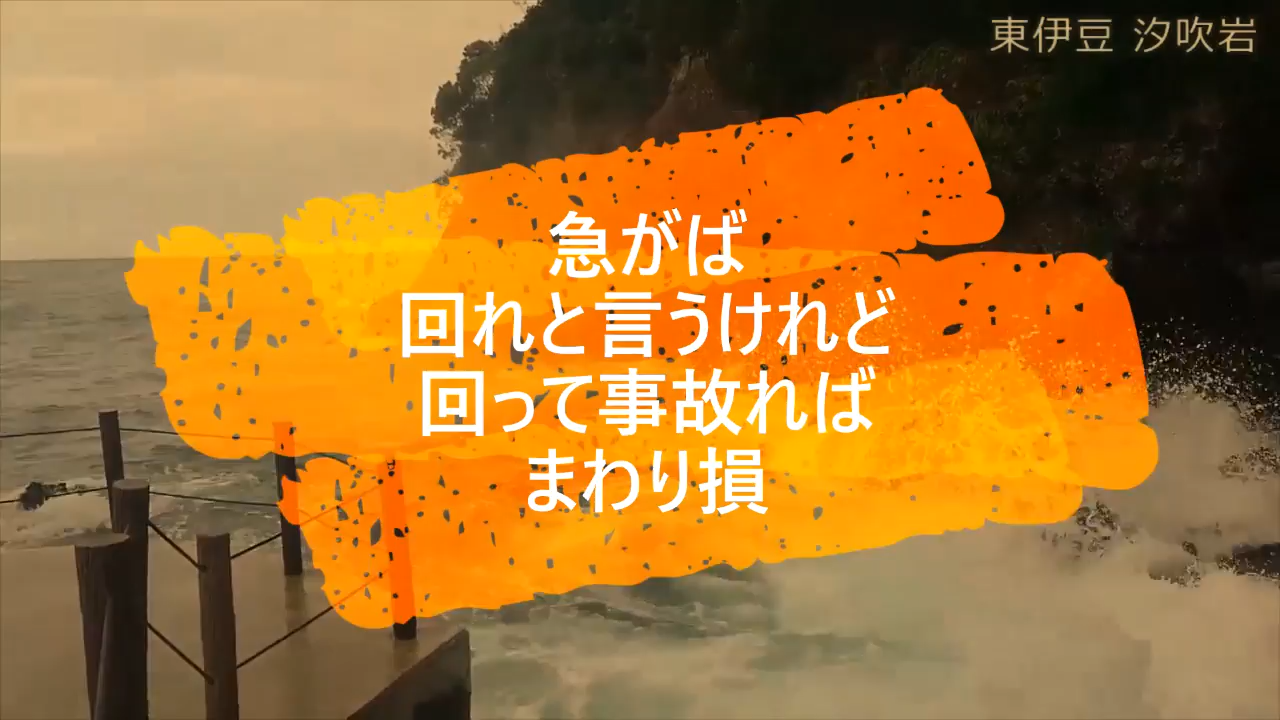 東伊豆 汐吹岩
急がば
回れと言うけれど
回って事故れば
まわり損